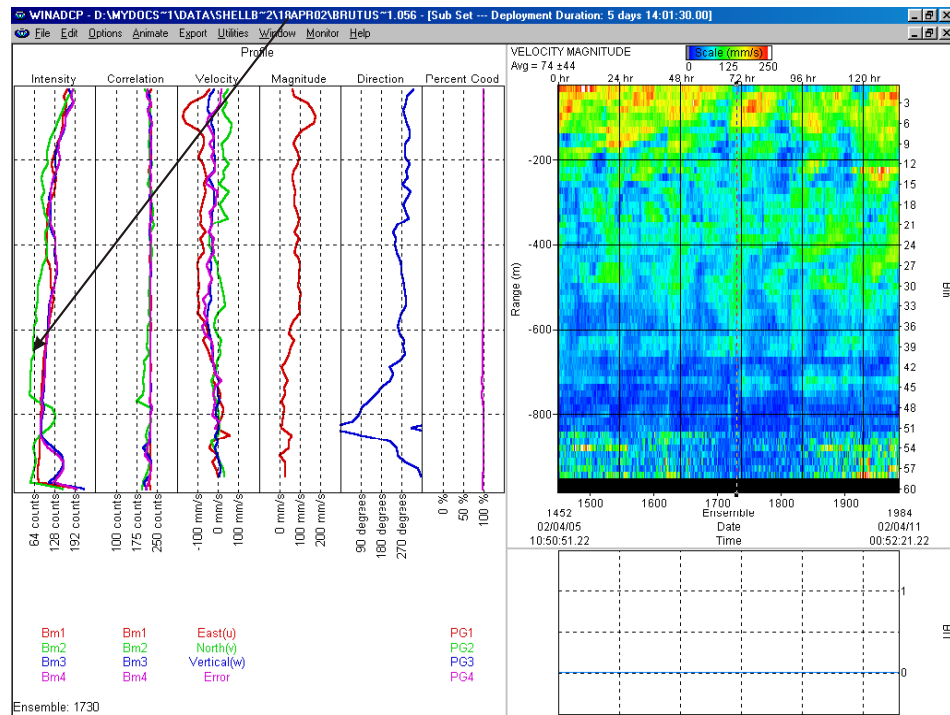 WINADCP - D:\MYDOCS~1\DATA\SHELLB~2\10APR02\BRUTUS~1.056 - [Sub Set --- Deployment Duration: 5 days 14:01:30.00]
File Edit Options Animate Export Utilities Window Monitor Help
Profile
Intensity Correlation Velocity Magnitude Direction Percent Good
64 counts 128 counts 192 counts 100 counts 175 counts 250 counts -100 mm/s 0 mm/s 100 mm/s 0 mm/s 100 mm/s 200 mm/s 90 degrees 180 degrees 270 degrees 0 % 50 % 100 %
Bm1 Bm1 East(u) PG1
Bm2 Bm2 North(v) PG2
Bm3 Bm3 Vertical(w) PG3
Bm4 Bm4 Error PG4
Ensemble: 1730
VELOCITY MAGNITUDE
Avg = 74 ±44
Scale (mm/s)
0 125 250
0 hr 24 hr 48 hr 72 hr 96 hr 120 hr
Range (m)
-200
-400
-600
-800
3
6
9
12
15
18
21
24
27
30
33
36
39
42
45
48
51
54
57
60
Bin
1500 1600 1700 1800 1900
1452 Ensemble 1984
02/04/05 Date 02/04/11
10:50:51.22 Time 00:52:21.22
1
0
Bin